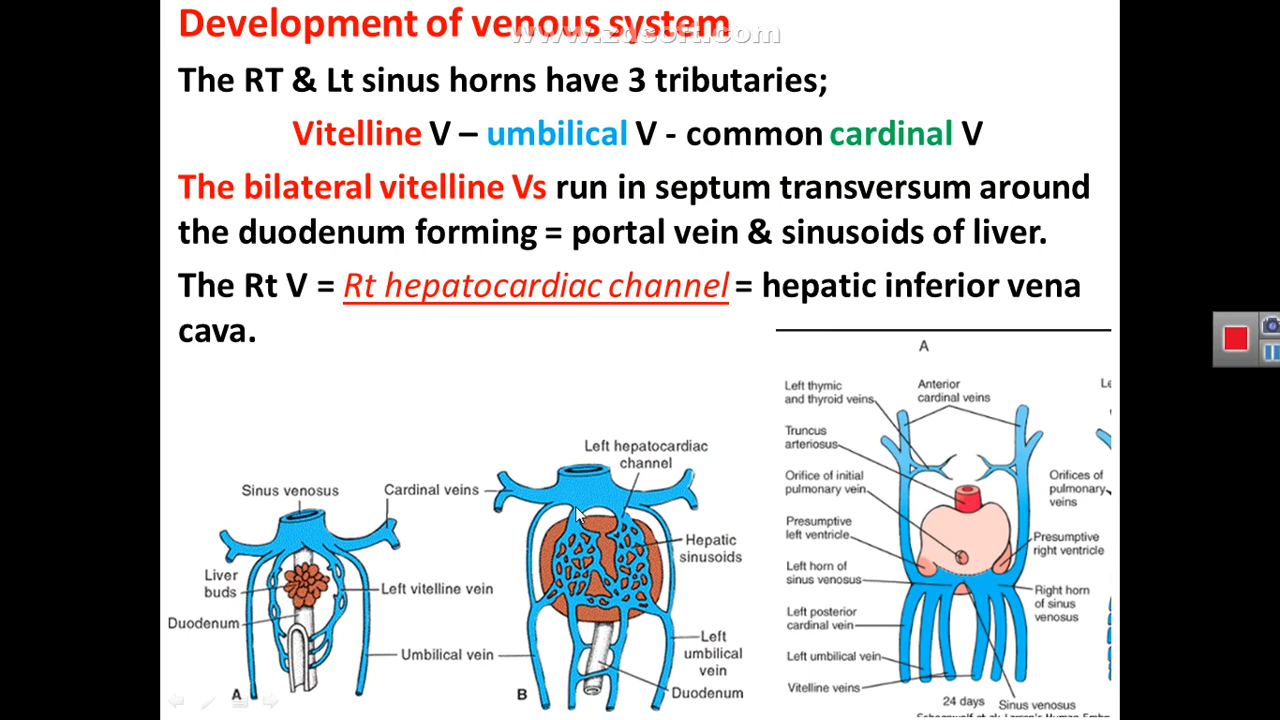 Development of venous system
www.zdsoft.com
The RT & Lt sinus horns have 3 tributaries;
Vitelline V – umbilical V - common cardinal V
The bilateral vitelline Vs run in septum transversum around
the duodenum forming = portal vein & sinusoids of liver.
The Rt V = Rt hepatocardiac channel = hepatic inferior vena
cava.
Sinus venosus
Cardinal veins
Liver
buds
Left vitelline vein
Duodenum
Umbilical vein
A
Left hepatocardiac
channel
Hepatic
sinusoids
Left
umbilical
vein
Duodenum
B
A
Left thymic
and thyroid veins
Anterior
cardinal veins
Truncus
arteriosus
Orifice of initial
pulmonary vein
Presumptive
left ventricle
Left horn of
sinus venosus
Left posterior
cardinal vein
Left umbilical vein
Vitelline veins
Le
Orifices of
pulmonary
veins
Presumptive
right ventricle
Right horn
of sinus
venosus
24 days
Sinus venosus